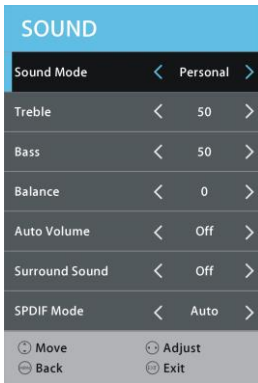 SOUND
Sound Mode < Personal >
Treble < 50 >
Bass < 50 >
Balance < 0 >
Auto Volume < Off >
Surround Sound < Off >
SPDIF Mode < Auto >
Move Adjust
Back Exit